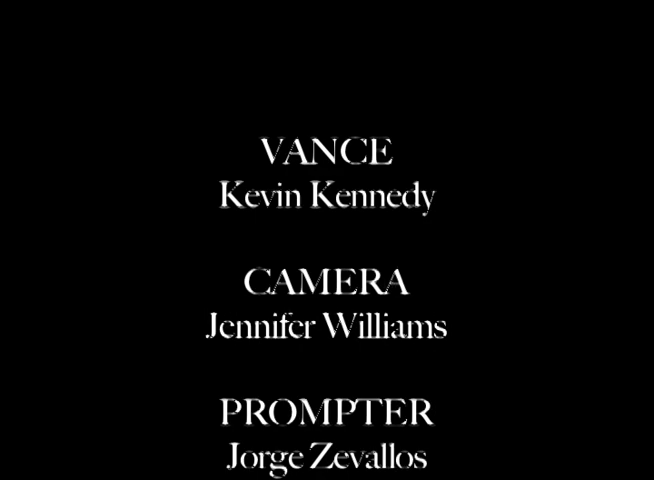 VANCE
Kevin Kennedy
CAMERA
Jennifer Williams
PROMPTER
Jorge Zevallos